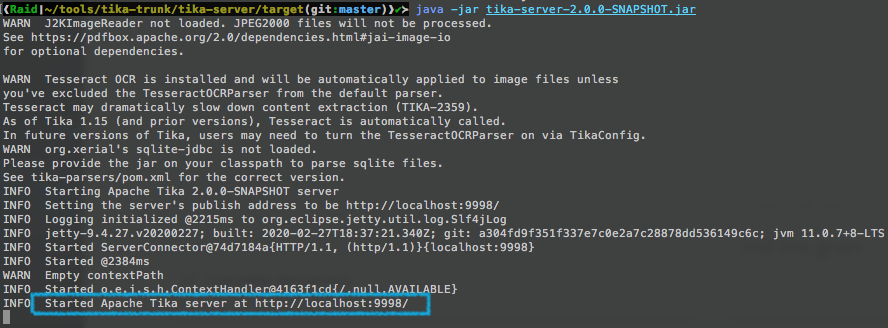 (❮Raid|~/tools/tika-trunk/tika-server/target(git:master)❯✔> java -jar tika-server-2.0.0-SNAPSHOT.jar
WARN  J2KImageReader not loaded. JPEG2000 files will not be processed.
See https://pdfbox.apache.org/2.0/dependencies.html#jai-image-io
for optional dependencies.
WARN  Tesseract OCR is installed and will be automatically applied to image files unless
you've excluded the TesseractOCRParser from the default parser.
Tesseract may dramatically slow down content extraction (TIKA-2359).
As of Tika 1.15 (and prior versions), Tesseract is automatically called.
In future versions of Tika, users may need to turn the TesseractOCRParser on via TikaConfig.
WARN  org.xerial's sqlite-jdbc is not loaded.
Please provide the jar on your classpath to parse sqlite files.
See tika-parsers/pom.xml for the correct version.
INFO  Starting Apache Tika 2.0.0-SNAPSHOT server
INFO  Setting the server's publish address to be http://localhost:9998/
INFO  Logging initialized @2215ms to org.eclipse.jetty.util.log.Slf4jLog
INFO  jetty-9.4.27.v20200227; built: 2020-02-27T18:37:21.340Z; git: a304fd9f351f337e7c0e2a7c28878dd536149c6c; jvm 11.0.7+8-LTS
INFO  Started ServerConnector@74d7184a{HTTP/1.1, (http/1.1)}{localhost:9998}
INFO  Started @2384ms
WARN  Empty contextPath
INFO  Started o.e.j.s.h.ContextHandler@4163f1cd{/,null,AVAILABLE}
INFO  Started Apache Tika server at http://localhost:9998/